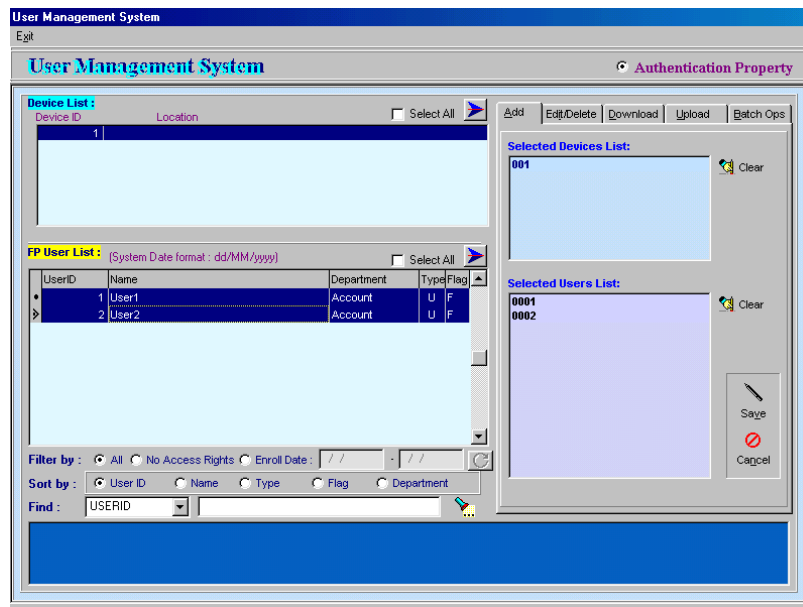 User Management System
Exit
User Management System
Authentication Property
Device List :
Device ID Location Select All
1
FP User List : (System Date format : dd/MM/yyyy) Select All
UserID Name Department Type Flag
1 User1 Account U F
2 User2 Account U F
Filter by : All No Access Rights Enroll Date : / / - / /
Sort by : User ID Name Type Flag Department
Find : USERID
Add Edit/Delete Download Upload Batch Ops
Selected Devices List:
001
Clear
Selected Users List:
0001
0002
Clear
Save
Cancel